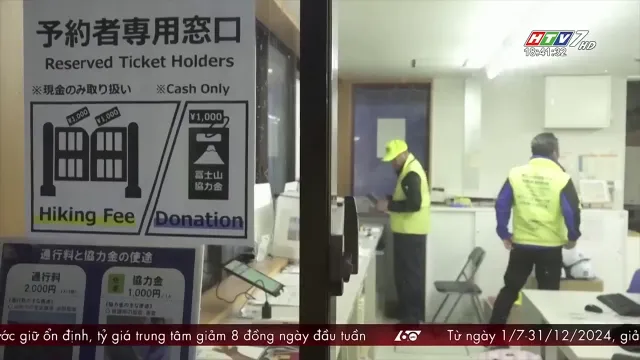 予約者専用窓口
Reserved Ticket Holders
※現金のみ取り扱い ※Cash Only
¥1,000 ¥1,000
¥1,000
富士山
協力金
Hiking Fee
Donation
通行料と協力金の使途
通行料
2,000円
協力金
1,000円
HTV7 HD
18:41:32
ớc giữ ổn định, tỷ giá trung tâm giảm 8 đồng ngày đầu tuần
60
Từ ngày 1/7-31/12/2024, giả